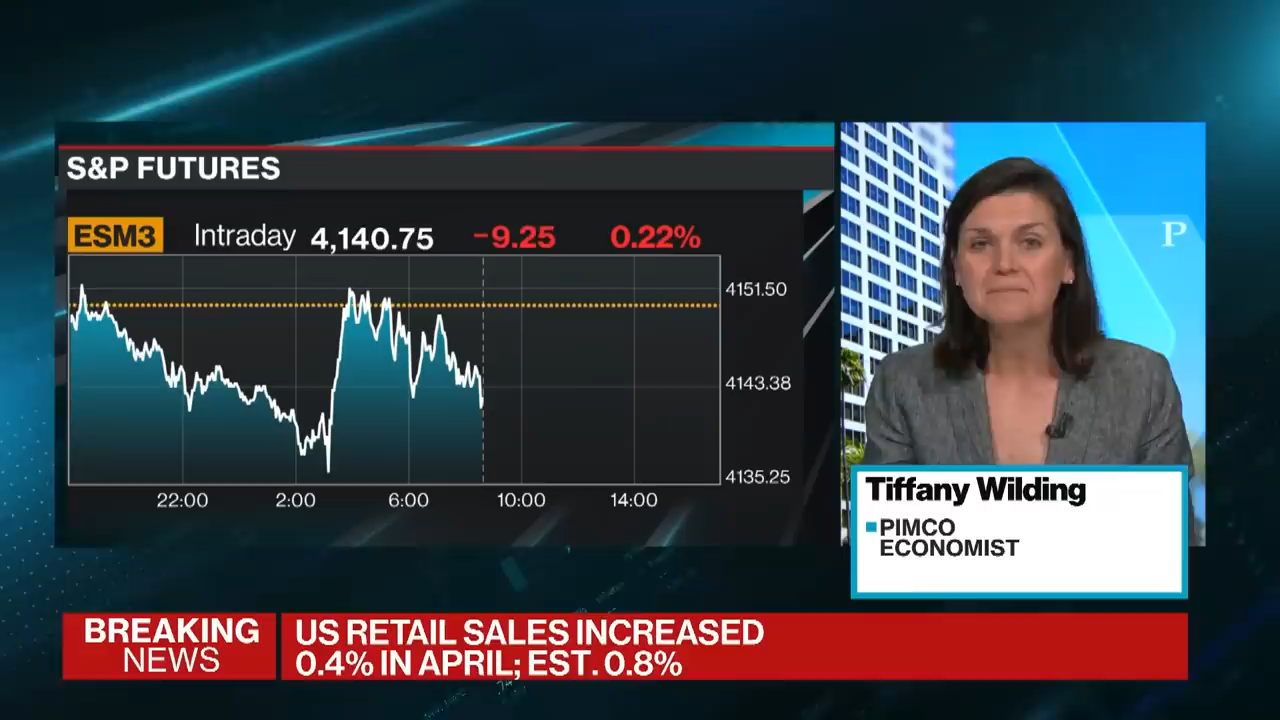 S&P FUTURES
ESM3 Intraday 4,140.75 -9.25 0.22%
4151.50
4143.38
4135.25
22:00 2:00 6:00 10:00 14:00
P
Tiffany Wilding
PIMCO
ECONOMIST
BREAKING
NEWS
US RETAIL SALES INCREASED
0.4% IN APRIL; EST. 0.8%